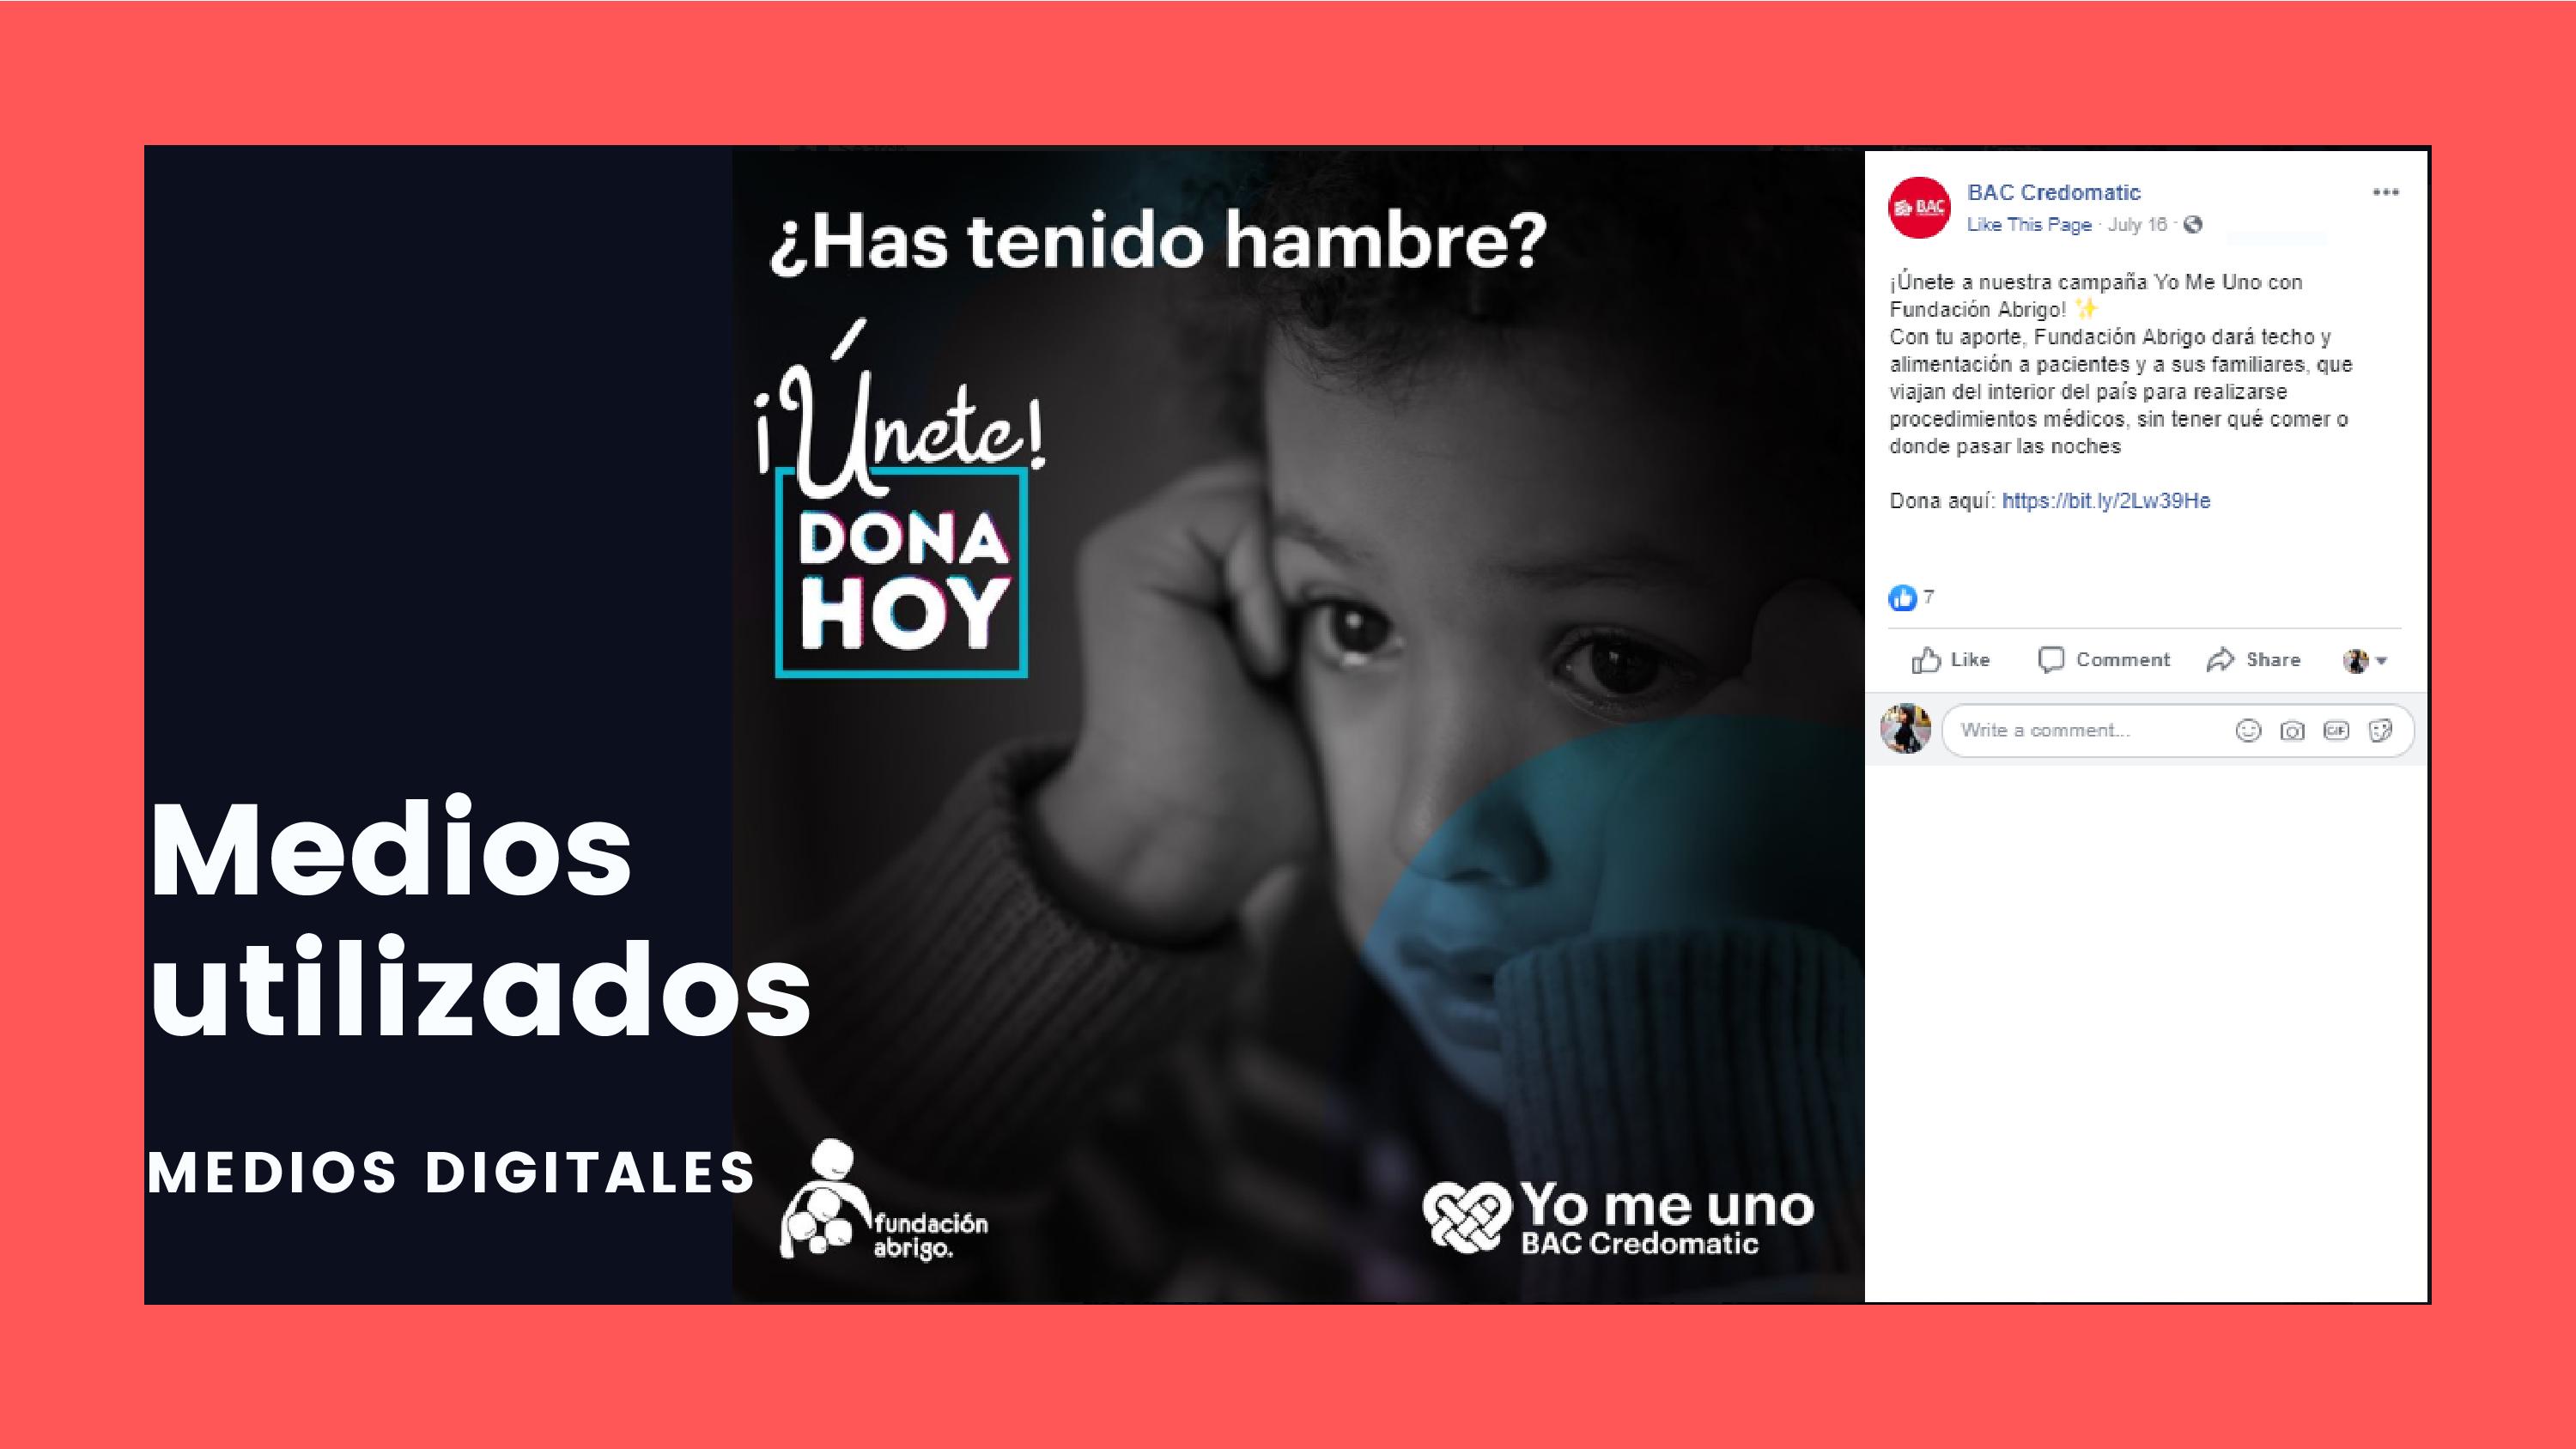 ¿Has tenido hambre?
¡Únete!
DONA
HOY
Medios
utilizados
MEDIOS DIGITALES
fundación
abrigo.
Yo me uno
BAC Credomatic
BAC
BAC Credomatic
Like This Page · July 16 ·
¡Únete a nuestra campaña Yo Me Uno con
Fundación Abrigo! ✨
Con tu aporte, Fundación Abrigo dará techo y
alimentación a pacientes y a sus familiares, que
viajan del interior del país para realizarse
procedimientos médicos, sin tener qué comer o
donde pasar las noches
Dona aquí: https://bit.ly/2Lw39He
7
Like Comment Share
Write a comment...
GIF